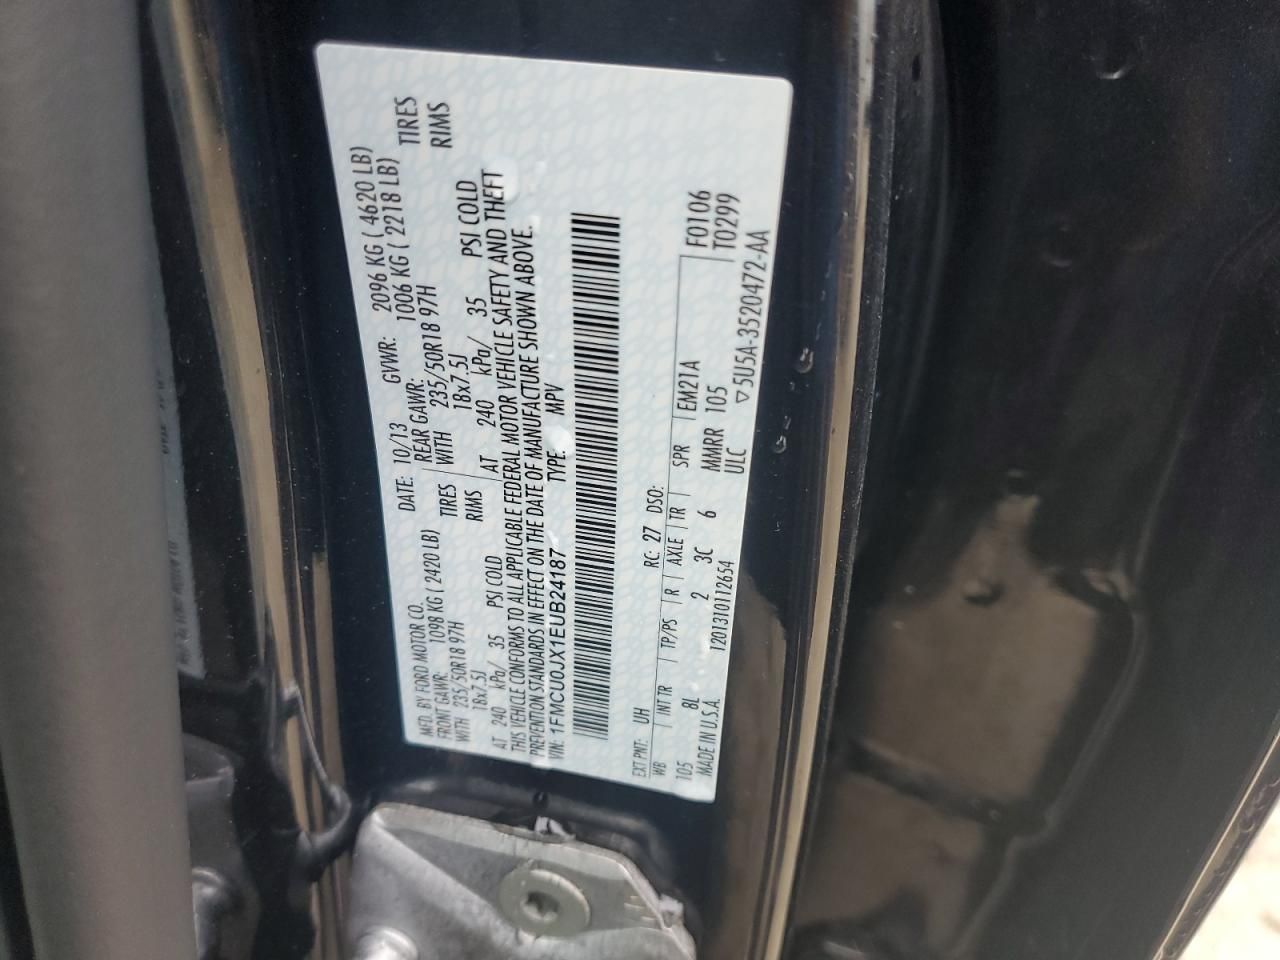 MFD. BY FORD MOTOR CO.
DATE: 10/13 GVWR: 2096 KG ( 4620 LB)
FRONT GAWR: 1098 KG ( 2420 LB) REAR GAWR: 1006 KG ( 2218 LB)
WITH 235/50R18 97H TIRES WITH 235/50R18 97H TIRES
18x7.5J RIMS 18x7.5J RIMS
AT 240 kPa/ 35 PSI COLD AT 240 kPa/ 35 PSI COLD
THIS VEHICLE CONFORMS TO ALL APPLICABLE FEDERAL MOTOR VEHICLE SAFETY AND THEFT
PREVENTION STANDARDS IN EFFECT ON THE DATE OF MANUFACTURE SHOWN ABOVE.
VIN: 1FMCU0JX1EUB24187 TYPE: MPV
EXT PNT: UH RC: 27 DSO: F0106
WB INT TR TP/PS R AXLE TR SPR EM21A T0299
105 8L 2 3C 6 MMRR 105
MADE IN U.S.A. 1201310112654 ULC ▽5U5A-3520472-AA